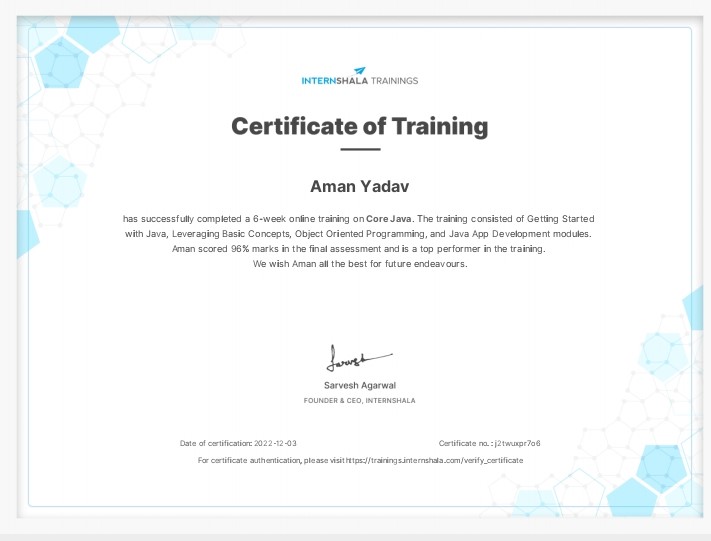 INTERNSHALA TRAININGS
Certificate of Training
Aman Yadav
has successfully completed a 6-week online training on Core Java. The training consisted of Getting Started
with Java, Leveraging Basic Concepts, Object Oriented Programming, and Java App Development modules.
Aman scored 96% marks in the final assessment and is a top performer in the training.
We wish Aman all the best for future endeavours.
Sarvesh
Sarvesh Agarwal
FOUNDER & CEO, INTERNSHALA
Date of certification: 2022-12-03 Certificate no. : j2twuxpr7o6
For certificate authentication, please visit https://trainings.internshala.com/verify_certificate